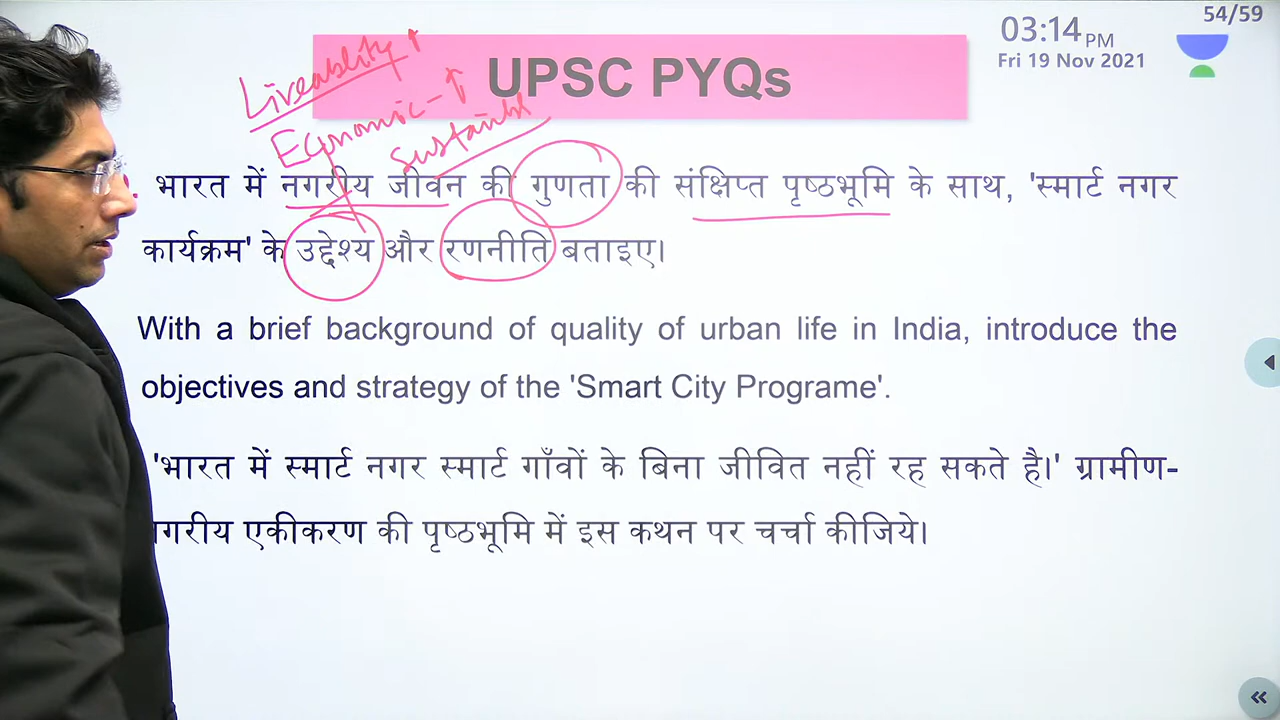 03:14 PM
Fri 19 Nov 2021
54/59
UPSC PYQs
Liveability ↑
Economic - ↑
भारत में नगरीय जीवन की गुणता की संक्षिप्त पृष्ठभूमि के साथ, 'स्मार्ट नगर
कार्यक्रम' के उद्देश्य और रणनीति बताइए।
With a brief background of quality of urban life in India, introduce the
objectives and strategy of the 'Smart City Programe'.
'भारत में स्मार्ट नगर स्मार्ट गाँवों के बिना जीवित नहीं रह सकते है।' ग्रामीण-
गरीय एकीकरण की पृष्ठभूमि में इस कथन पर चर्चा कीजिये।